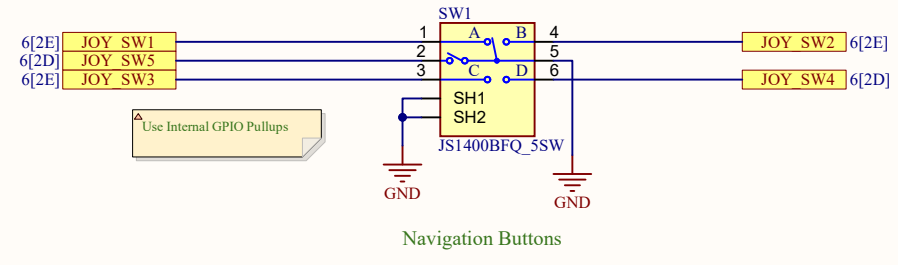 SW1
6[2E] JOY_SW1 1 A B 4 JOY_SW2 6[2E]
6[2D] JOY_SW5 2 5
6[2E] JOY_SW3 3 C D 6 JOY_SW4 6[2D]
SH1
SH2
Use Internal GPIO Pullups
JS1400BFQ_5SW
GND
GND
Navigation Buttons